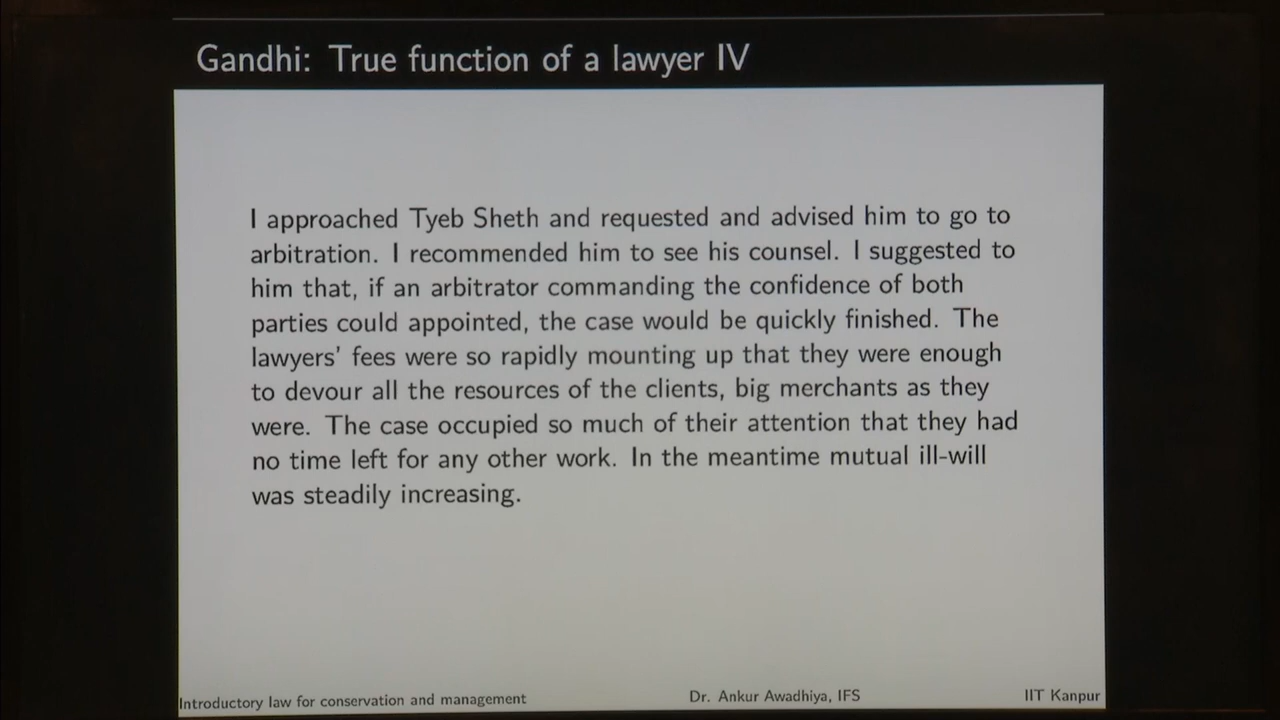 Gandhi: True function of a lawyer IV
I approached Tyeb Sheth and requested and advised him to go to
arbitration. I recommended him to see his counsel. I suggested to
him that, if an arbitrator commanding the confidence of both
parties could appointed, the case would be quickly finished. The
lawyers' fees were so rapidly mounting up that they were enough
to devour all the resources of the clients, big merchants as they
were. The case occupied so much of their attention that they had
no time left for any other work. In the meantime mutual ill-will
was steadily increasing.
Introductory law for conservation and management Dr. Ankur Awadhiya, IFS IIT Kanpur